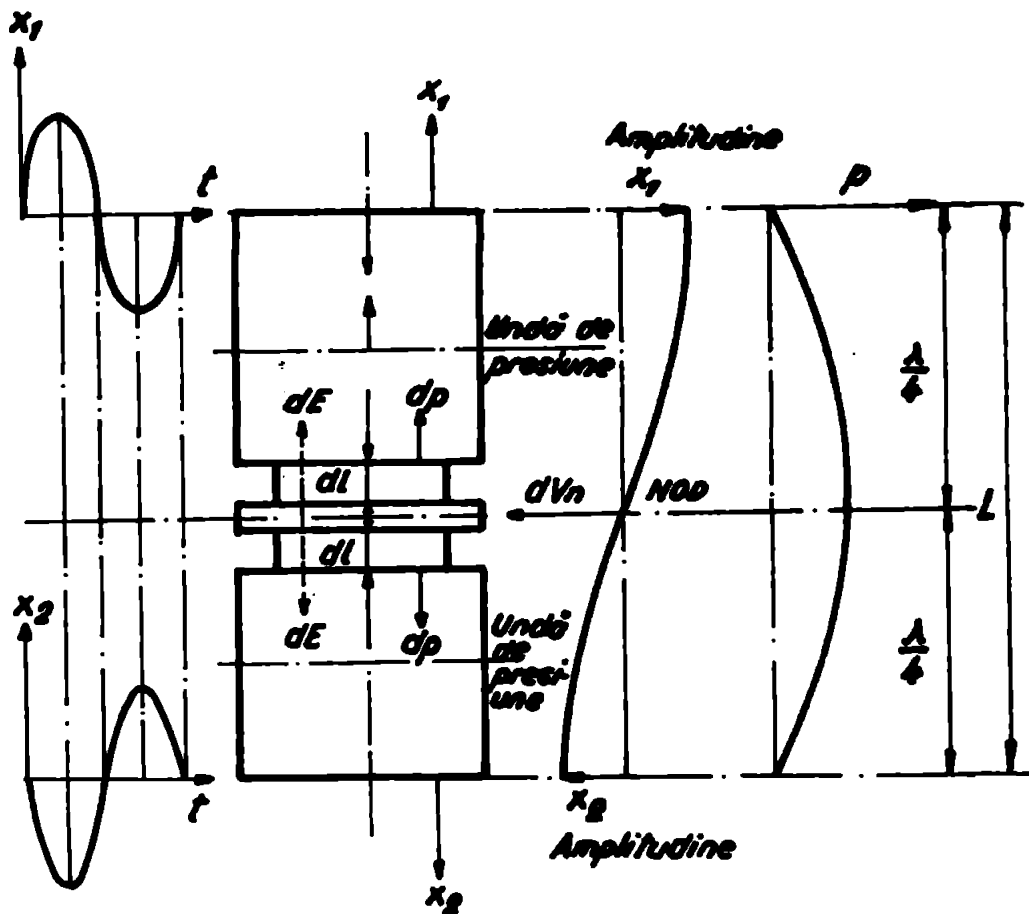 x₁
x₁
Amplitudine
x₁
p
t
Undă de
presiune
λ/4
dE
dp
dl
dVn
NOD
L
dl
x₂
dE
dp
Undă
de
presi-
une
λ/4
t
x₂
Amplitudine
x₂